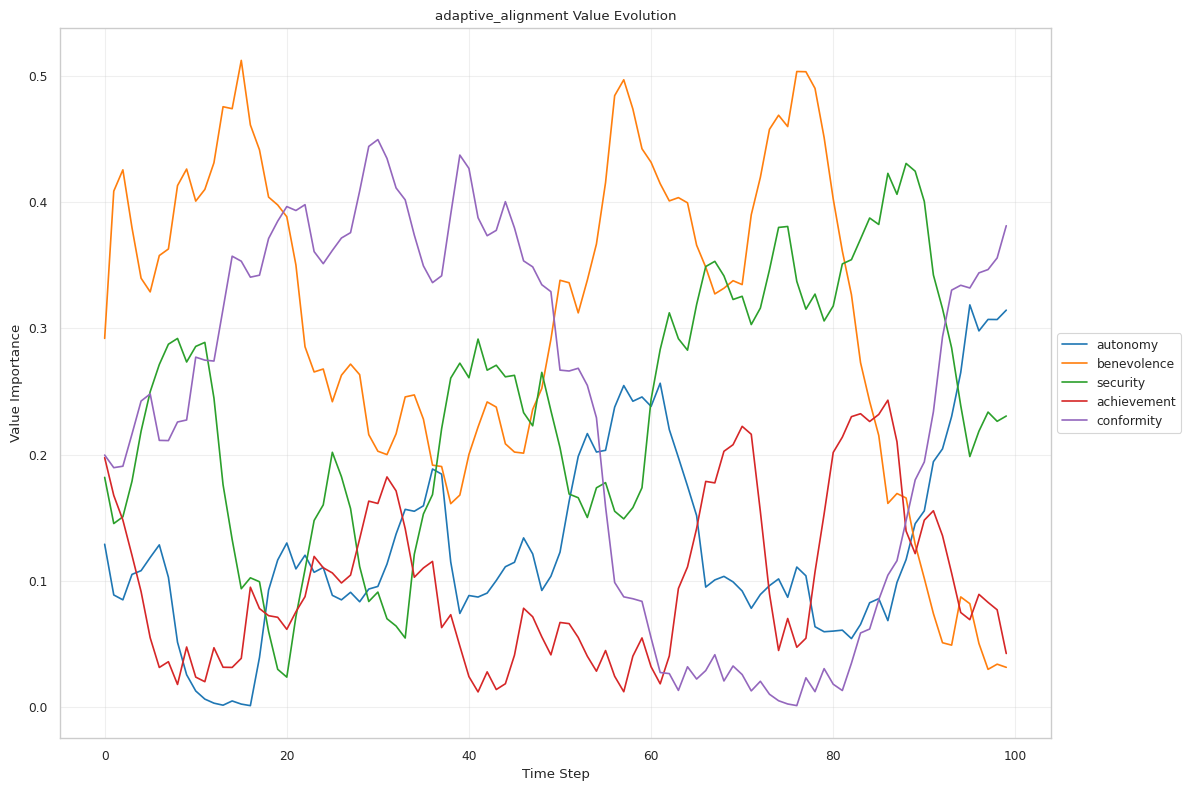 adaptive_alignment Value Evolution
Value Importance
0.5
0.4
0.3
0.2
0.1
0.0
0 20 40 60 80 100
Time Step
autonomy
benevolence
security
achievement
conformity